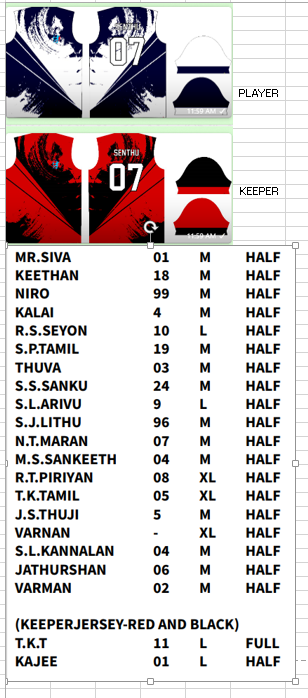 SENTHU
07
11:59 AM
PLAYER
SENTHU
07
11:59 AM
KEEPER
MR.SIVA 01 M HALF
KEETHAN 18 M HALF
NIRO 99 M HALF
KALAI 4 M HALF
R.S.SEYON 10 L HALF
S.P.TAMIL 19 M HALF
THUVA 03 M HALF
S.S.SANKU 24 M HALF
S.L.ARIVU 9 L HALF
S.J.LITHU 96 M HALF
N.T.MARAN 07 M HALF
M.S.SANKEETH 04 M HALF
R.T.PIRIYAN 08 XL HALF
T.K.TAMIL 05 XL HALF
J.S.THUJI 5 M HALF
VARNAN - XL HALF
S.L.KANNALAN 04 M HALF
JATHURSHAN 06 M HALF
VARMAN 02 M HALF
(KEEPERJERSEY-RED AND BLACK)
T.K.T 11 L FULL
KAJEE 01 L HALF